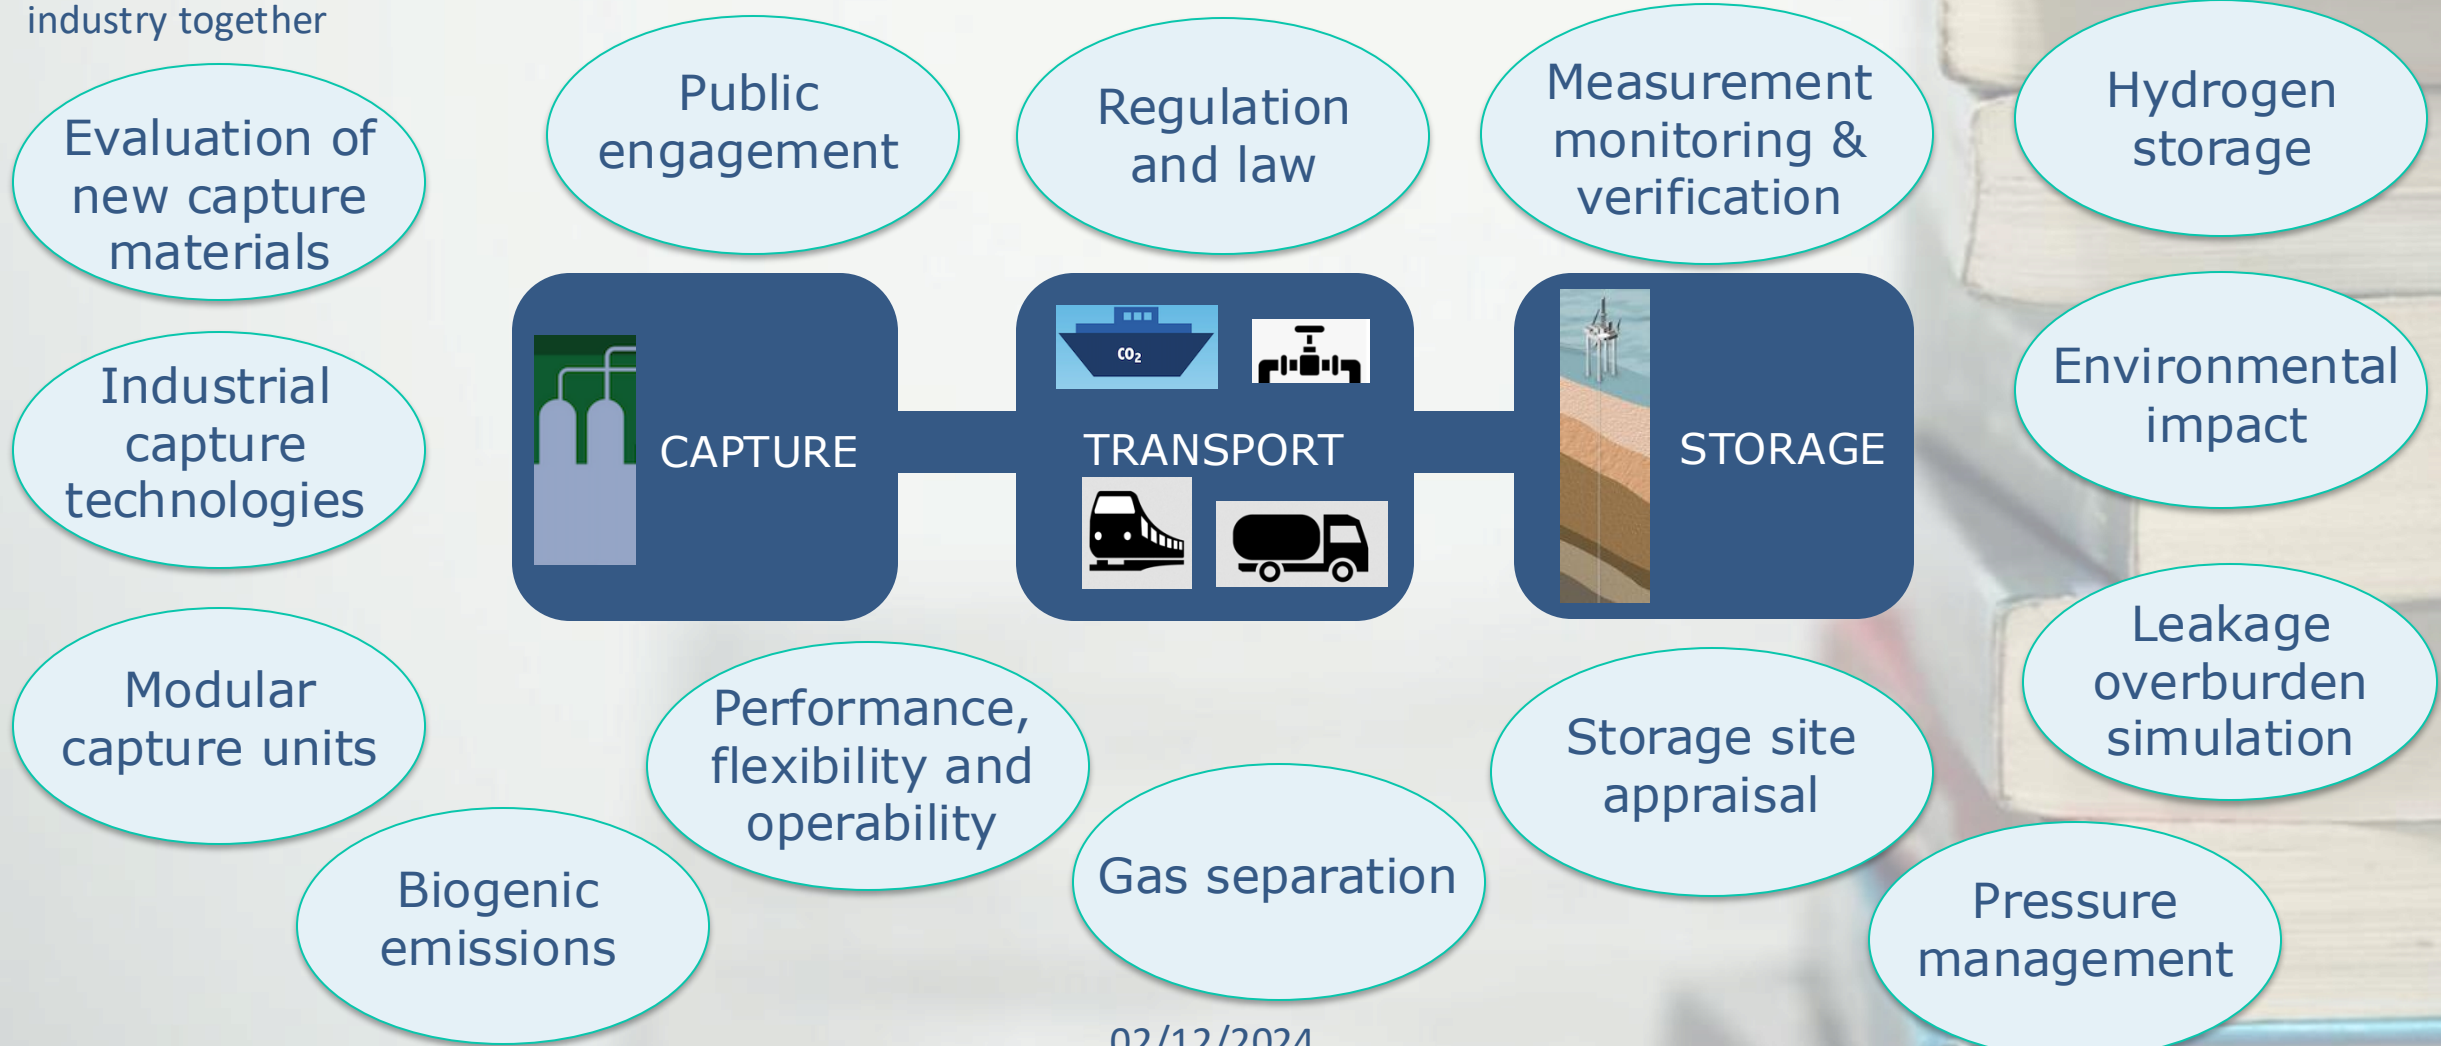 industry together
Evaluation of
new capture
materials
Public
engagement
Regulation
and law
Measurement
monitoring &
verification
Hydrogen
storage
Industrial
capture
technologies
CAPTURE
CO₂
TRANSPORT
STORAGE
Environmental
impact
Modular
capture units
Performance,
flexibility and
operability
Storage site
appraisal
Leakage
overburden
simulation
Biogenic
emissions
Gas separation
Pressure
management
02/12/2024